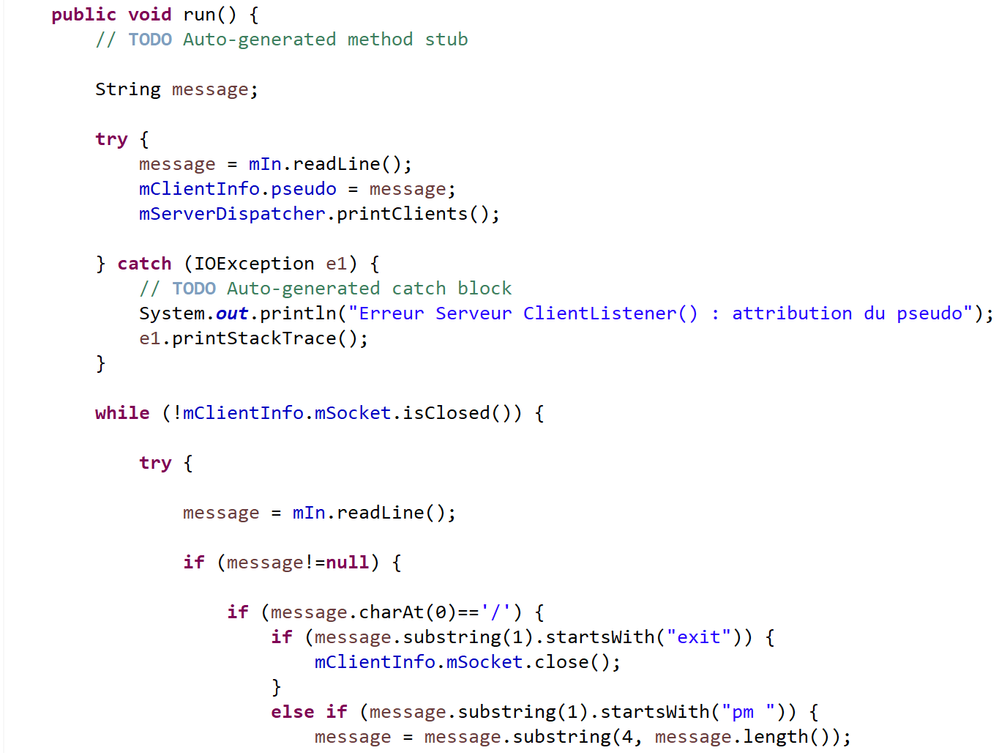 public void run() {
// TODO Auto-generated method stub
String message;
try {
message = mIn.readLine();
mClientInfo.pseudo = message;
mServerDispatcher.printClients();
} catch (IOException e1) {
// TODO Auto-generated catch block
System.out.println("Erreur Serveur ClientListener() : attribution du pseudo");
e1.printStackTrace();
}
while (!mClientInfo.mSocket.isClosed()) {
try {
message = mIn.readLine();
if (message!=null) {
if (message.charAt(0)=='/') {
if (message.substring(1).startsWith("exit")) {
mClientInfo.mSocket.close();
}
else if (message.substring(1).startsWith("pm ")) {
message = message.substring(4, message.length());